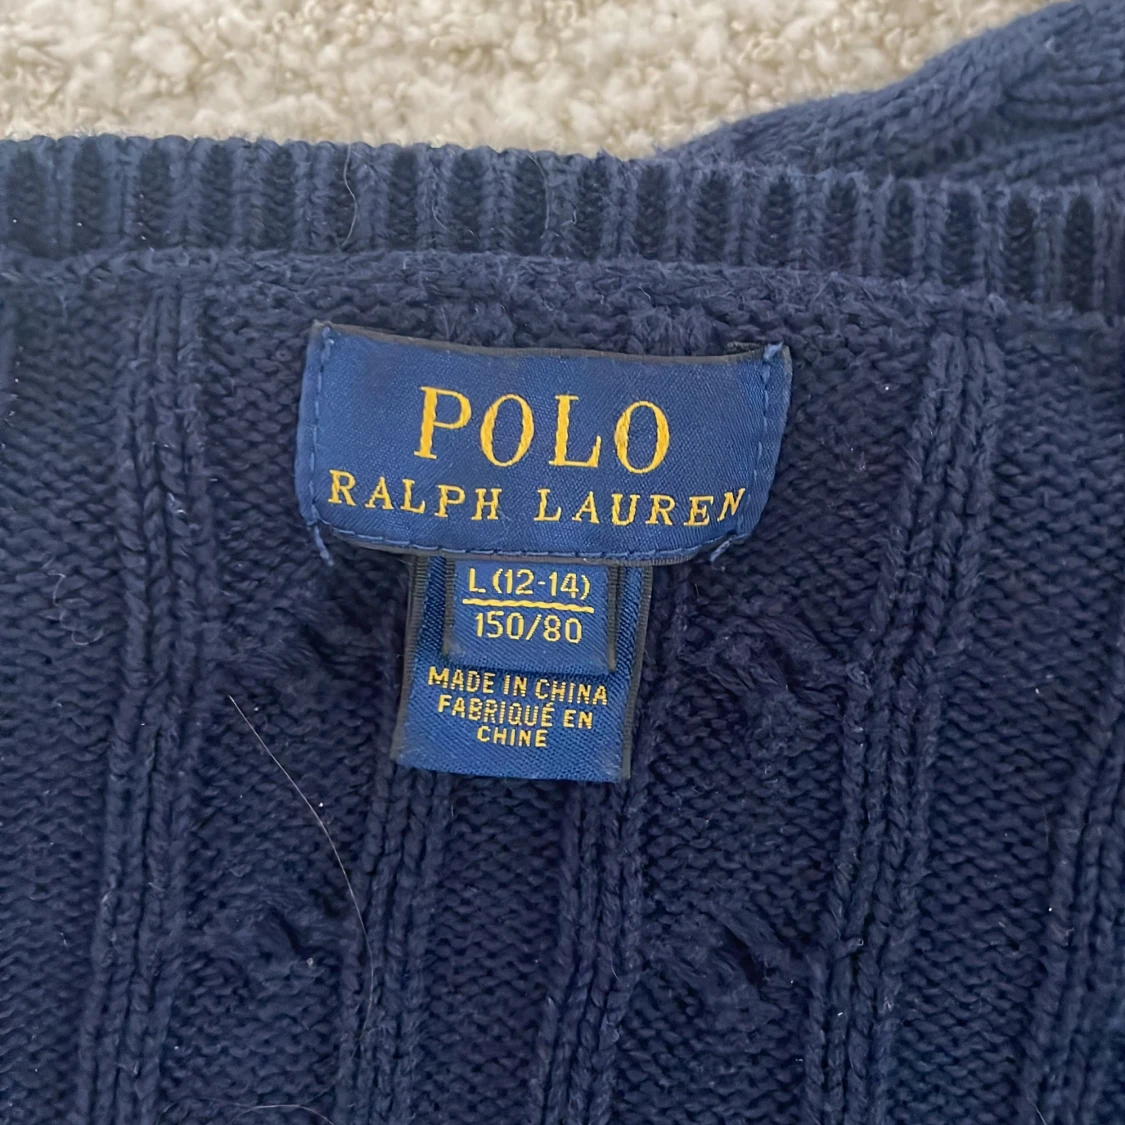 POLO
RALPH LAUREN
L (12-14)
150/80
MADE IN CHINA
FABRIQUÉ EN
CHINE